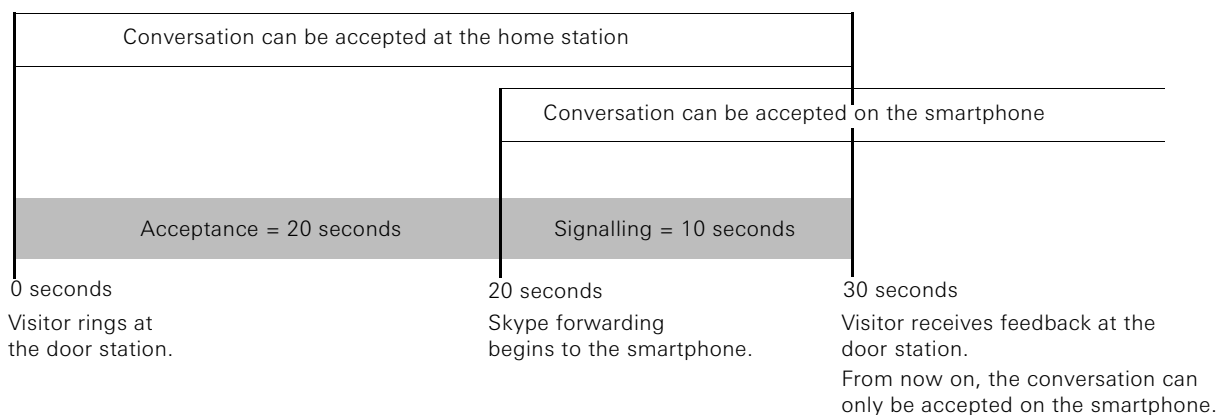 Conversation can be accepted at the home station
Conversation can be accepted on the smartphone
Acceptance = 20 seconds
Signalling = 10 seconds
0 seconds
Visitor rings at
the door station.
20 seconds
Skype forwarding
begins to the smartphone.
30 seconds
Visitor receives feedback at the
door station.
From now on, the conversation can
only be accepted on the smartphone.